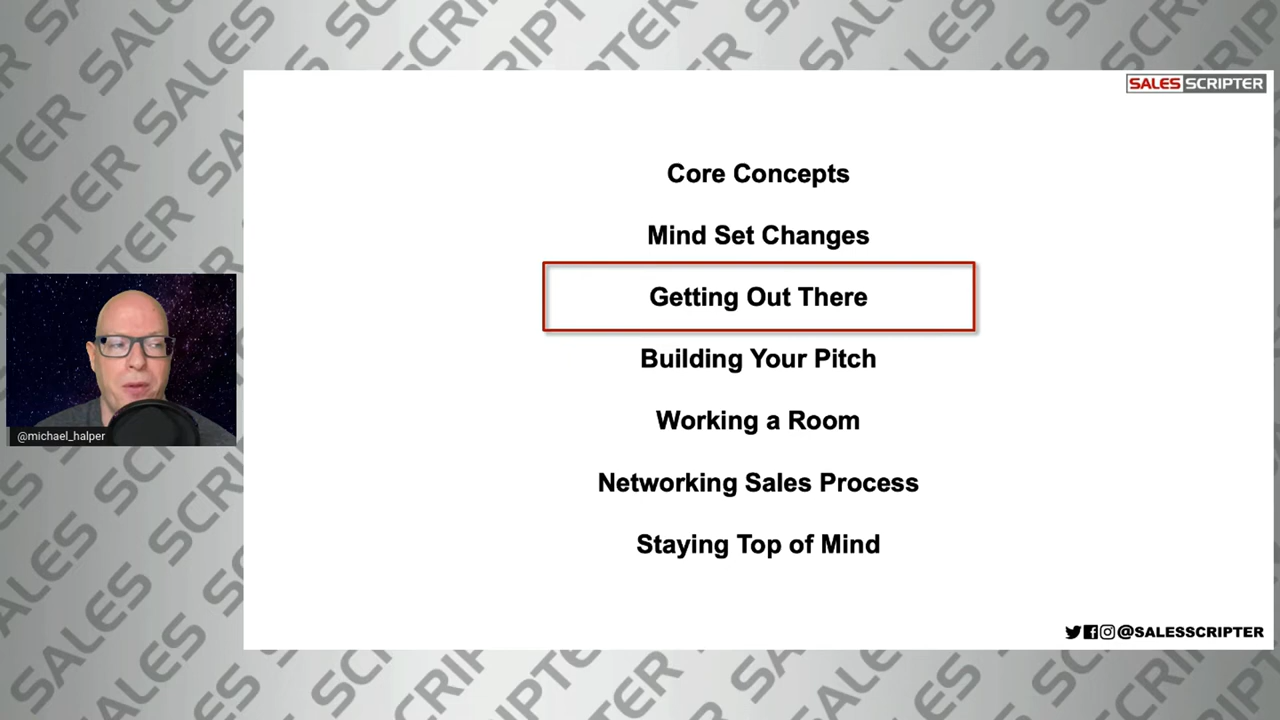 SALES SCRIPTER
Core Concepts
Mind Set Changes
Getting Out There
Building Your Pitch
Working a Room
Networking Sales Process
Staying Top of Mind
@michael_halper
@SALESSCRIPTER